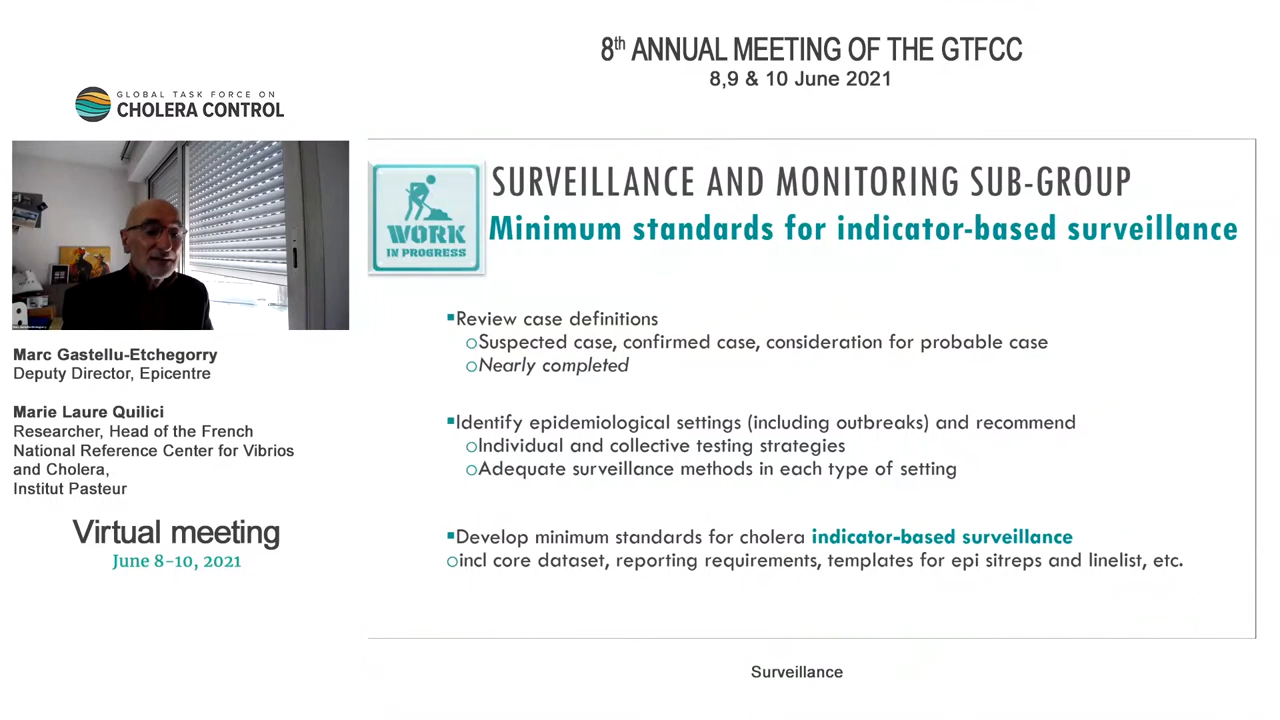 8th ANNUAL MEETING OF THE GTFCC
8,9 & 10 June 2021
GLOBAL TASK FORCE ON
CHOLERA CONTROL
Marc Gastellu-Etchegorry
Deputy Director, Epicentre
Marie Laure Quilici
Researcher, Head of the French
National Reference Center for Vibrios
and Cholera,
Institut Pasteur
Virtual meeting
June 8-10, 2021
WORK
IN PROGRESS
SURVEILLANCE AND MONITORING SUB-GROUP
Minimum standards for indicator-based surveillance
▪Review case definitions
oSuspected case, confirmed case, consideration for probable case
oNearly completed
▪Identify epidemiological settings (including outbreaks) and recommend
oIndividual and collective testing strategies
oAdequate surveillance methods in each type of setting
▪Develop minimum standards for cholera indicator-based surveillance
oincl core dataset, reporting requirements, templates for epi sitreps and linelist, etc.
Surveillance